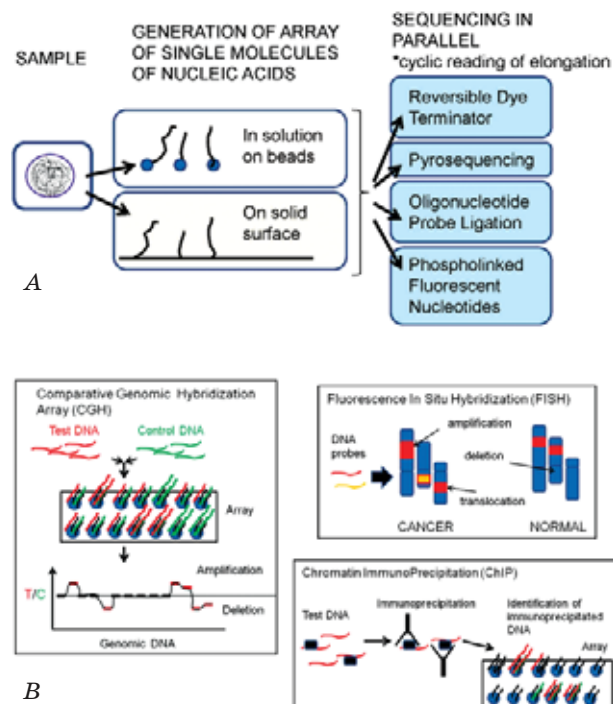 SAMPLE
GENERATION OF ARRAY
OF SINGLE MOLECULES
OF NUCLEIC ACIDS
SEQUENCING IN
PARALLEL
*cyclic reading of elongation
In solution
on beads
On solid
surface
Reversible Dye
Terminator
Pyrosequencing
Oligonucleotide
Probe Ligation
Phospholinked
Fluorescent
Nucleotides
A
Comparative Genomic Hybridization
Array (CGH)
Test DNA
Control DNA
Array
Amplification
T/C
Deletion
Genomic DNA
Fluorescence In Situ Hybridization (FISH)
amplification
DNA
probes
deletion
translocation
CANCER
NORMAL
Chromatin ImmunoPrecipitation (ChIP)
Test DNA
Immunoprecipitation
Identification of
immunoprecipitated
DNA
Array
B